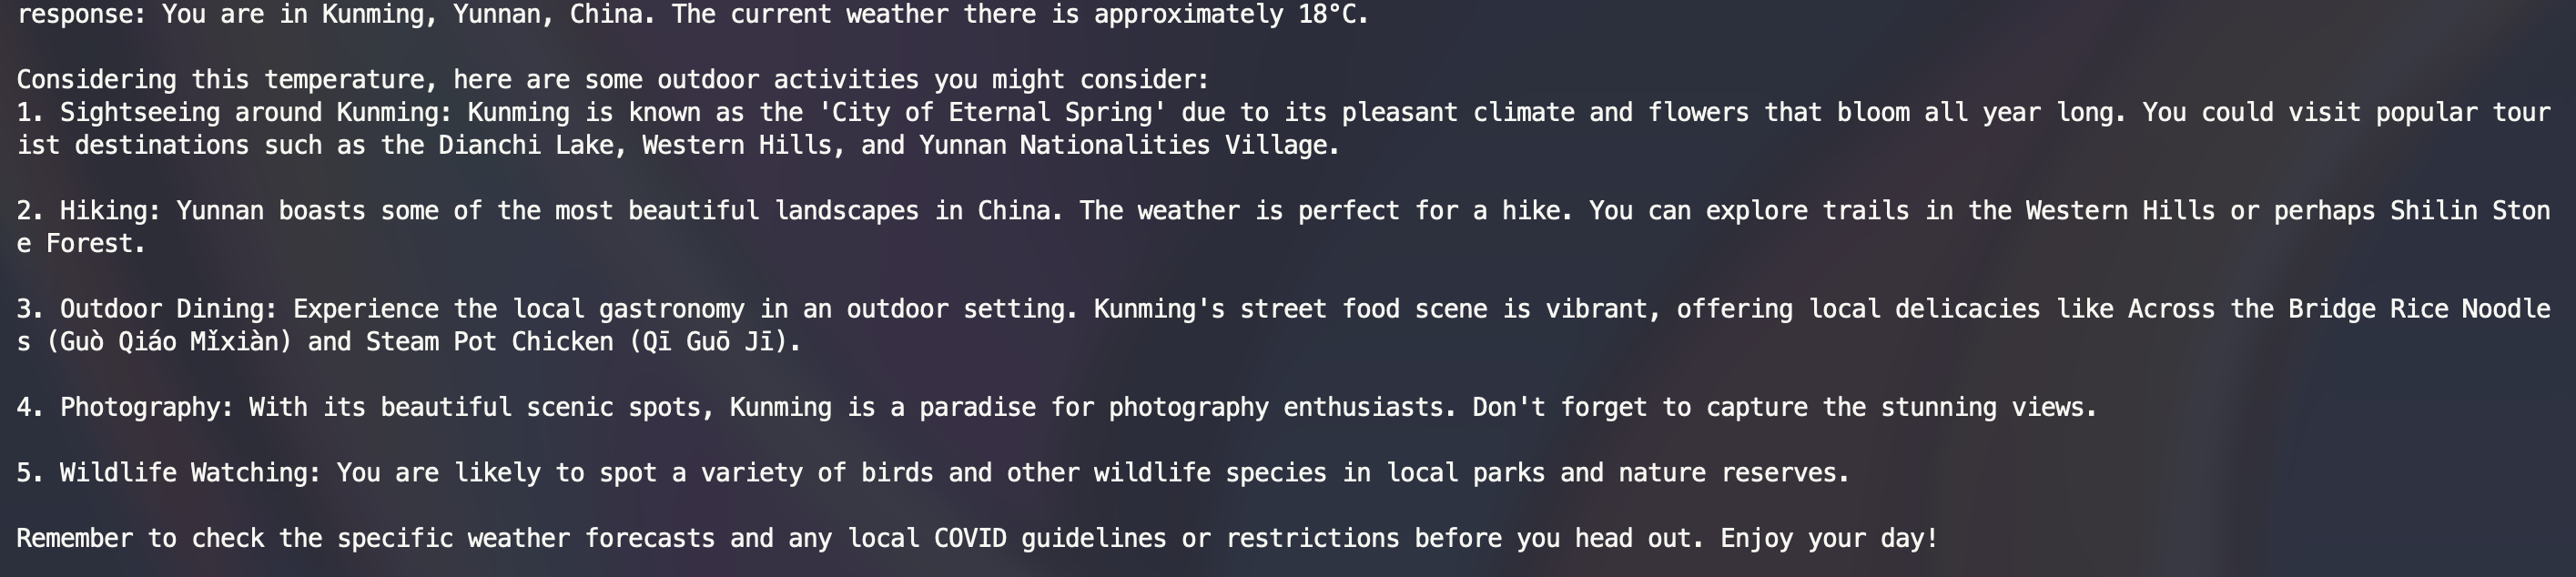 response: You are in Kunming, Yunnan, China. The current weather there is approximately 18°C.
Considering this temperature, here are some outdoor activities you might consider:
1. Sightseeing around Kunming: Kunming is known as the 'City of Eternal Spring' due to its pleasant climate and flowers that bloom all year long. You could visit popular tour
ist destinations such as the Dianchi Lake, Western Hills, and Yunnan Nationalities Village.
2. Hiking: Yunnan boasts some of the most beautiful landscapes in China. The weather is perfect for a hike. You can explore trails in the Western Hills or perhaps Shilin Ston
e Forest.
3. Outdoor Dining: Experience the local gastronomy in an outdoor setting. Kunming's street food scene is vibrant, offering local delicacies like Across the Bridge Rice Noodle
s (Guò Qiáo Mǐxiàn) and Steam Pot Chicken (Qī Guō Jī).
4. Photography: With its beautiful scenic spots, Kunming is a paradise for photography enthusiasts. Don't forget to capture the stunning views.
5. Wildlife Watching: You are likely to spot a variety of birds and other wildlife species in local parks and nature reserves.
Remember to check the specific weather forecasts and any local COVID guidelines or restrictions before you head out. Enjoy your day!